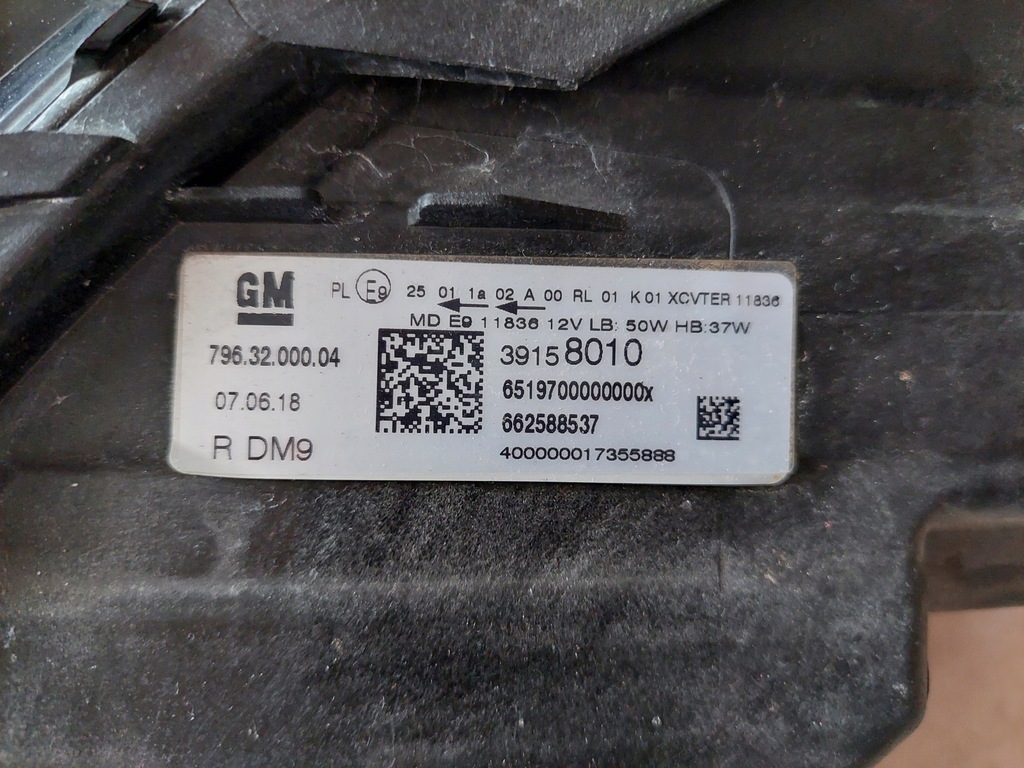 GM
PL E9 25 01 1a 02 A 00 RL 01 K 01 XCVTER 11836
MD E9 11836 12V LB: 50W HB:37W
796.32.000.04
39158010
07.06.18
6519700000000x
662588537
R DM9
400000017355888